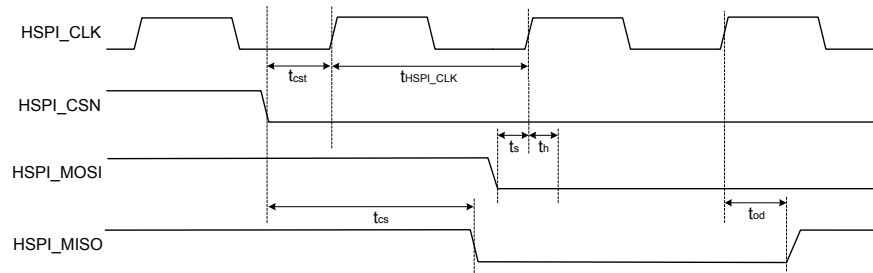 HSPI_CLK
tcst
tHSPI_CLK
HSPI_CSN
ts
th
HSPI_MOSI
tcs
tod
HSPI_MISO